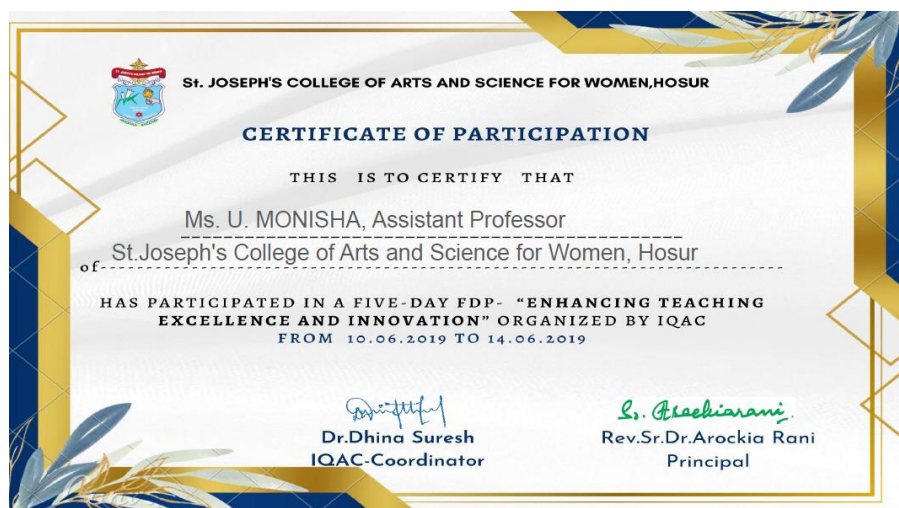 St. JOSEPH'S COLLEGE OF ARTS AND SCIENCE FOR WOMEN,HOSUR
CERTIFICATE OF PARTICIPATION
THIS IS TO CERTIFY THAT
Ms. U. MONISHA, Assistant Professor
of St.Joseph's College of Arts and Science for Women, Hosur
HAS PARTICIPATED IN A FIVE-DAY FDP- “ENHANCING TEACHING
EXCELLENCE AND INNOVATION” ORGANIZED BY IQAC
FROM 10.06.2019 TO 14.06.2019
Dr.Dhina Suresh
IQAC-Coordinator
Rev.Sr.Dr.Arockia Rani
Principal